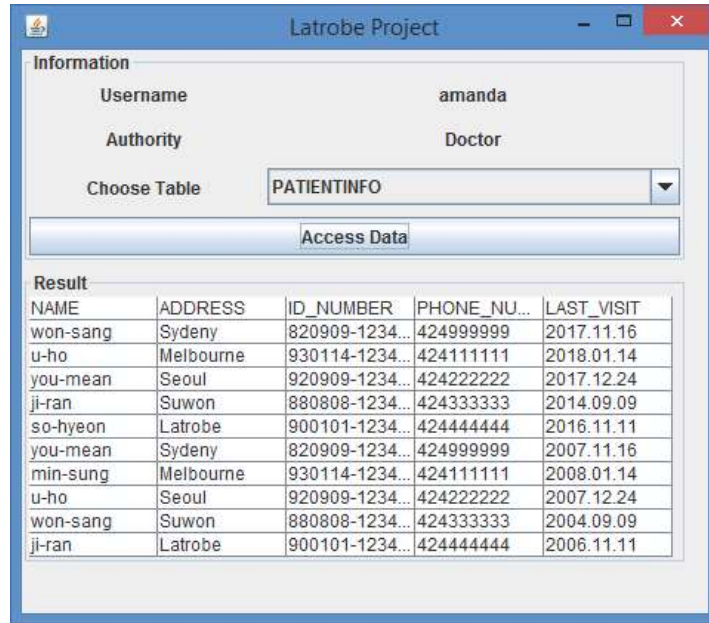 Latrobe Project
Information
Username amanda
Authority Doctor
Choose Table PATIENTINFO
Access Data
Result
NAME ADDRESS ID_NUMBER PHONE_NU... LAST_VISIT
won-sang Sydeny 820909-1234... 424999999 2017.11.16
u-ho Melbourne 930114-1234... 424111111 2018.01.14
you-mean Seoul 920909-1234... 424222222 2017.12.24
ji-ran Suwon 880808-1234... 424333333 2014.09.09
so-hyeon Latrobe 900101-1234... 424444444 2016.11.11
you-mean Sydeny 820909-1234... 424999999 2007.11.16
min-sung Melbourne 930114-1234... 424111111 2008.01.14
u-ho Seoul 920909-1234... 424222222 2007.12.24
won-sang Suwon 880808-1234... 424333333 2004.09.09
ji-ran Latrobe 900101-1234... 424444444 2006.11.11